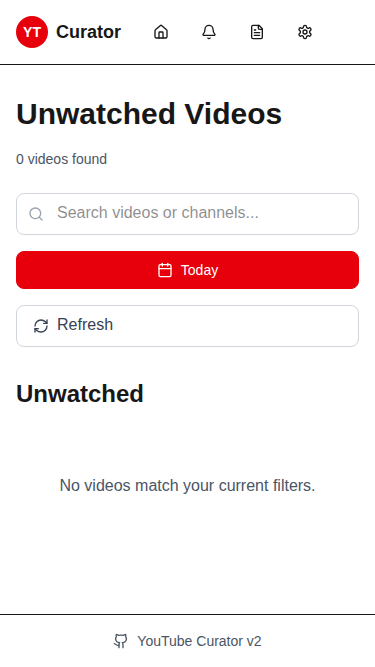 YT Curator
Unwatched Videos
0 videos found
Search videos or channels...
Today
Refresh
Unwatched
No videos match your current filters.
YouTube Curator v2